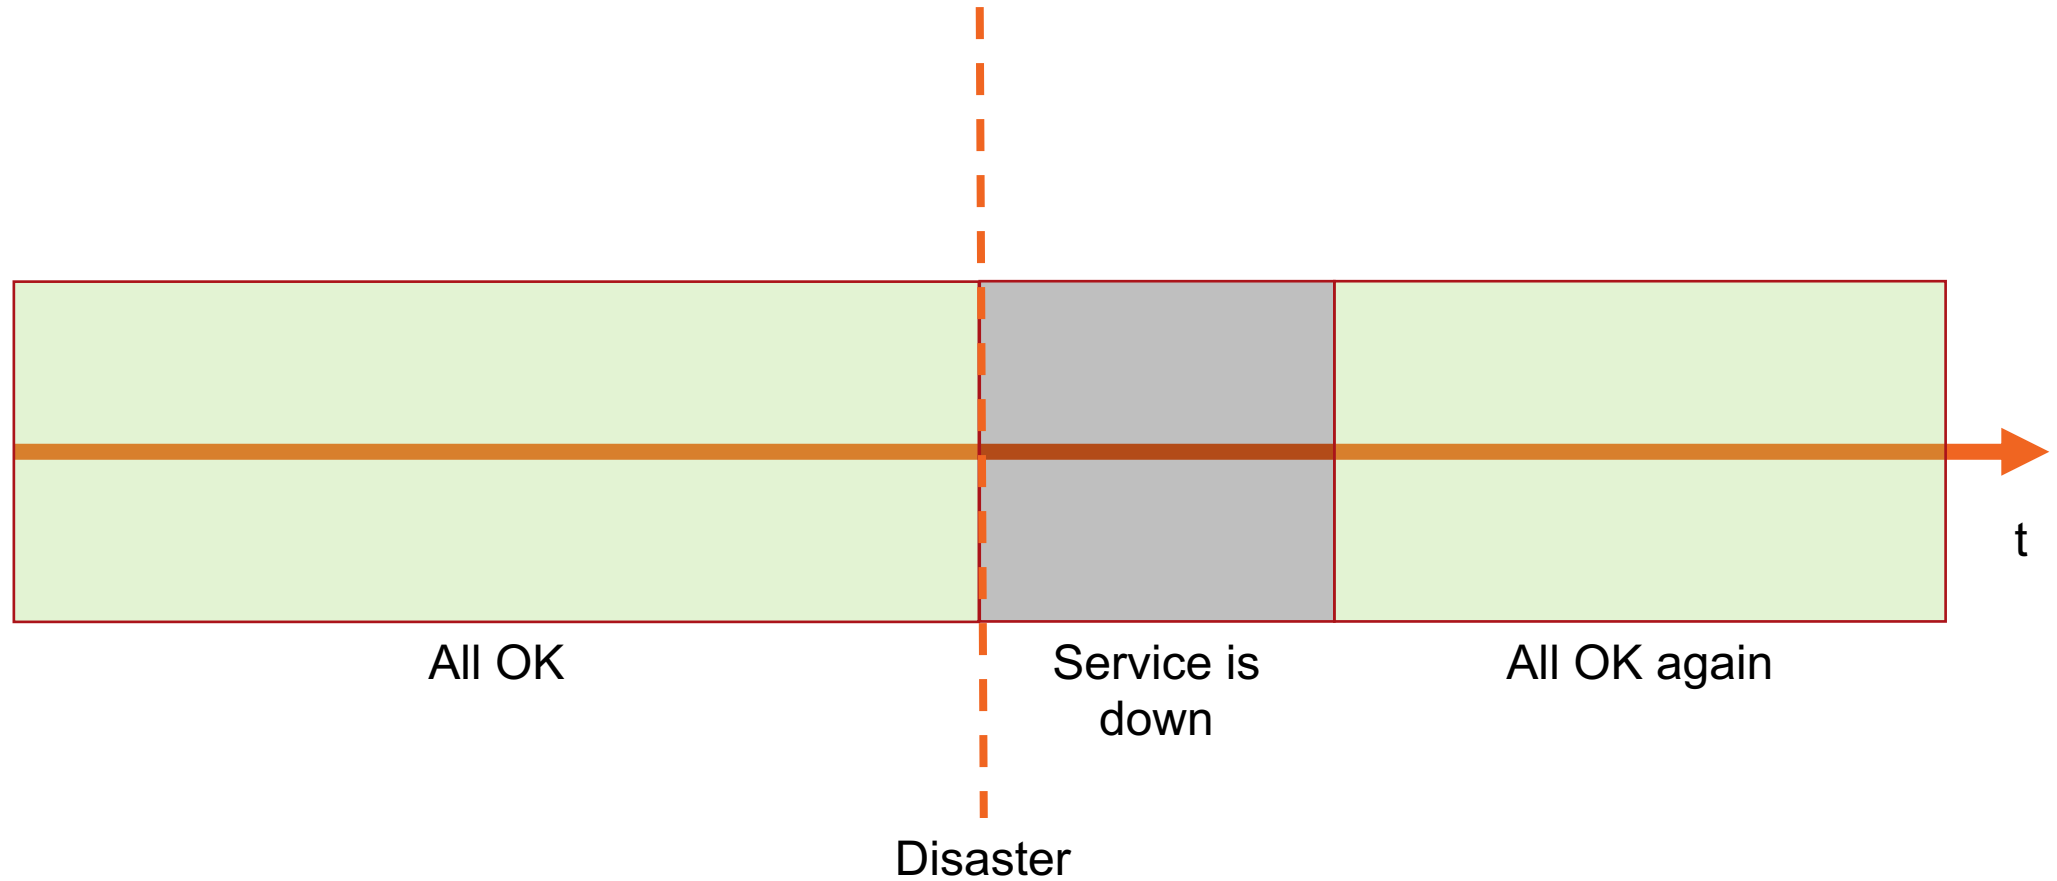 t
All OK
Service is
down
All OK again
Disaster